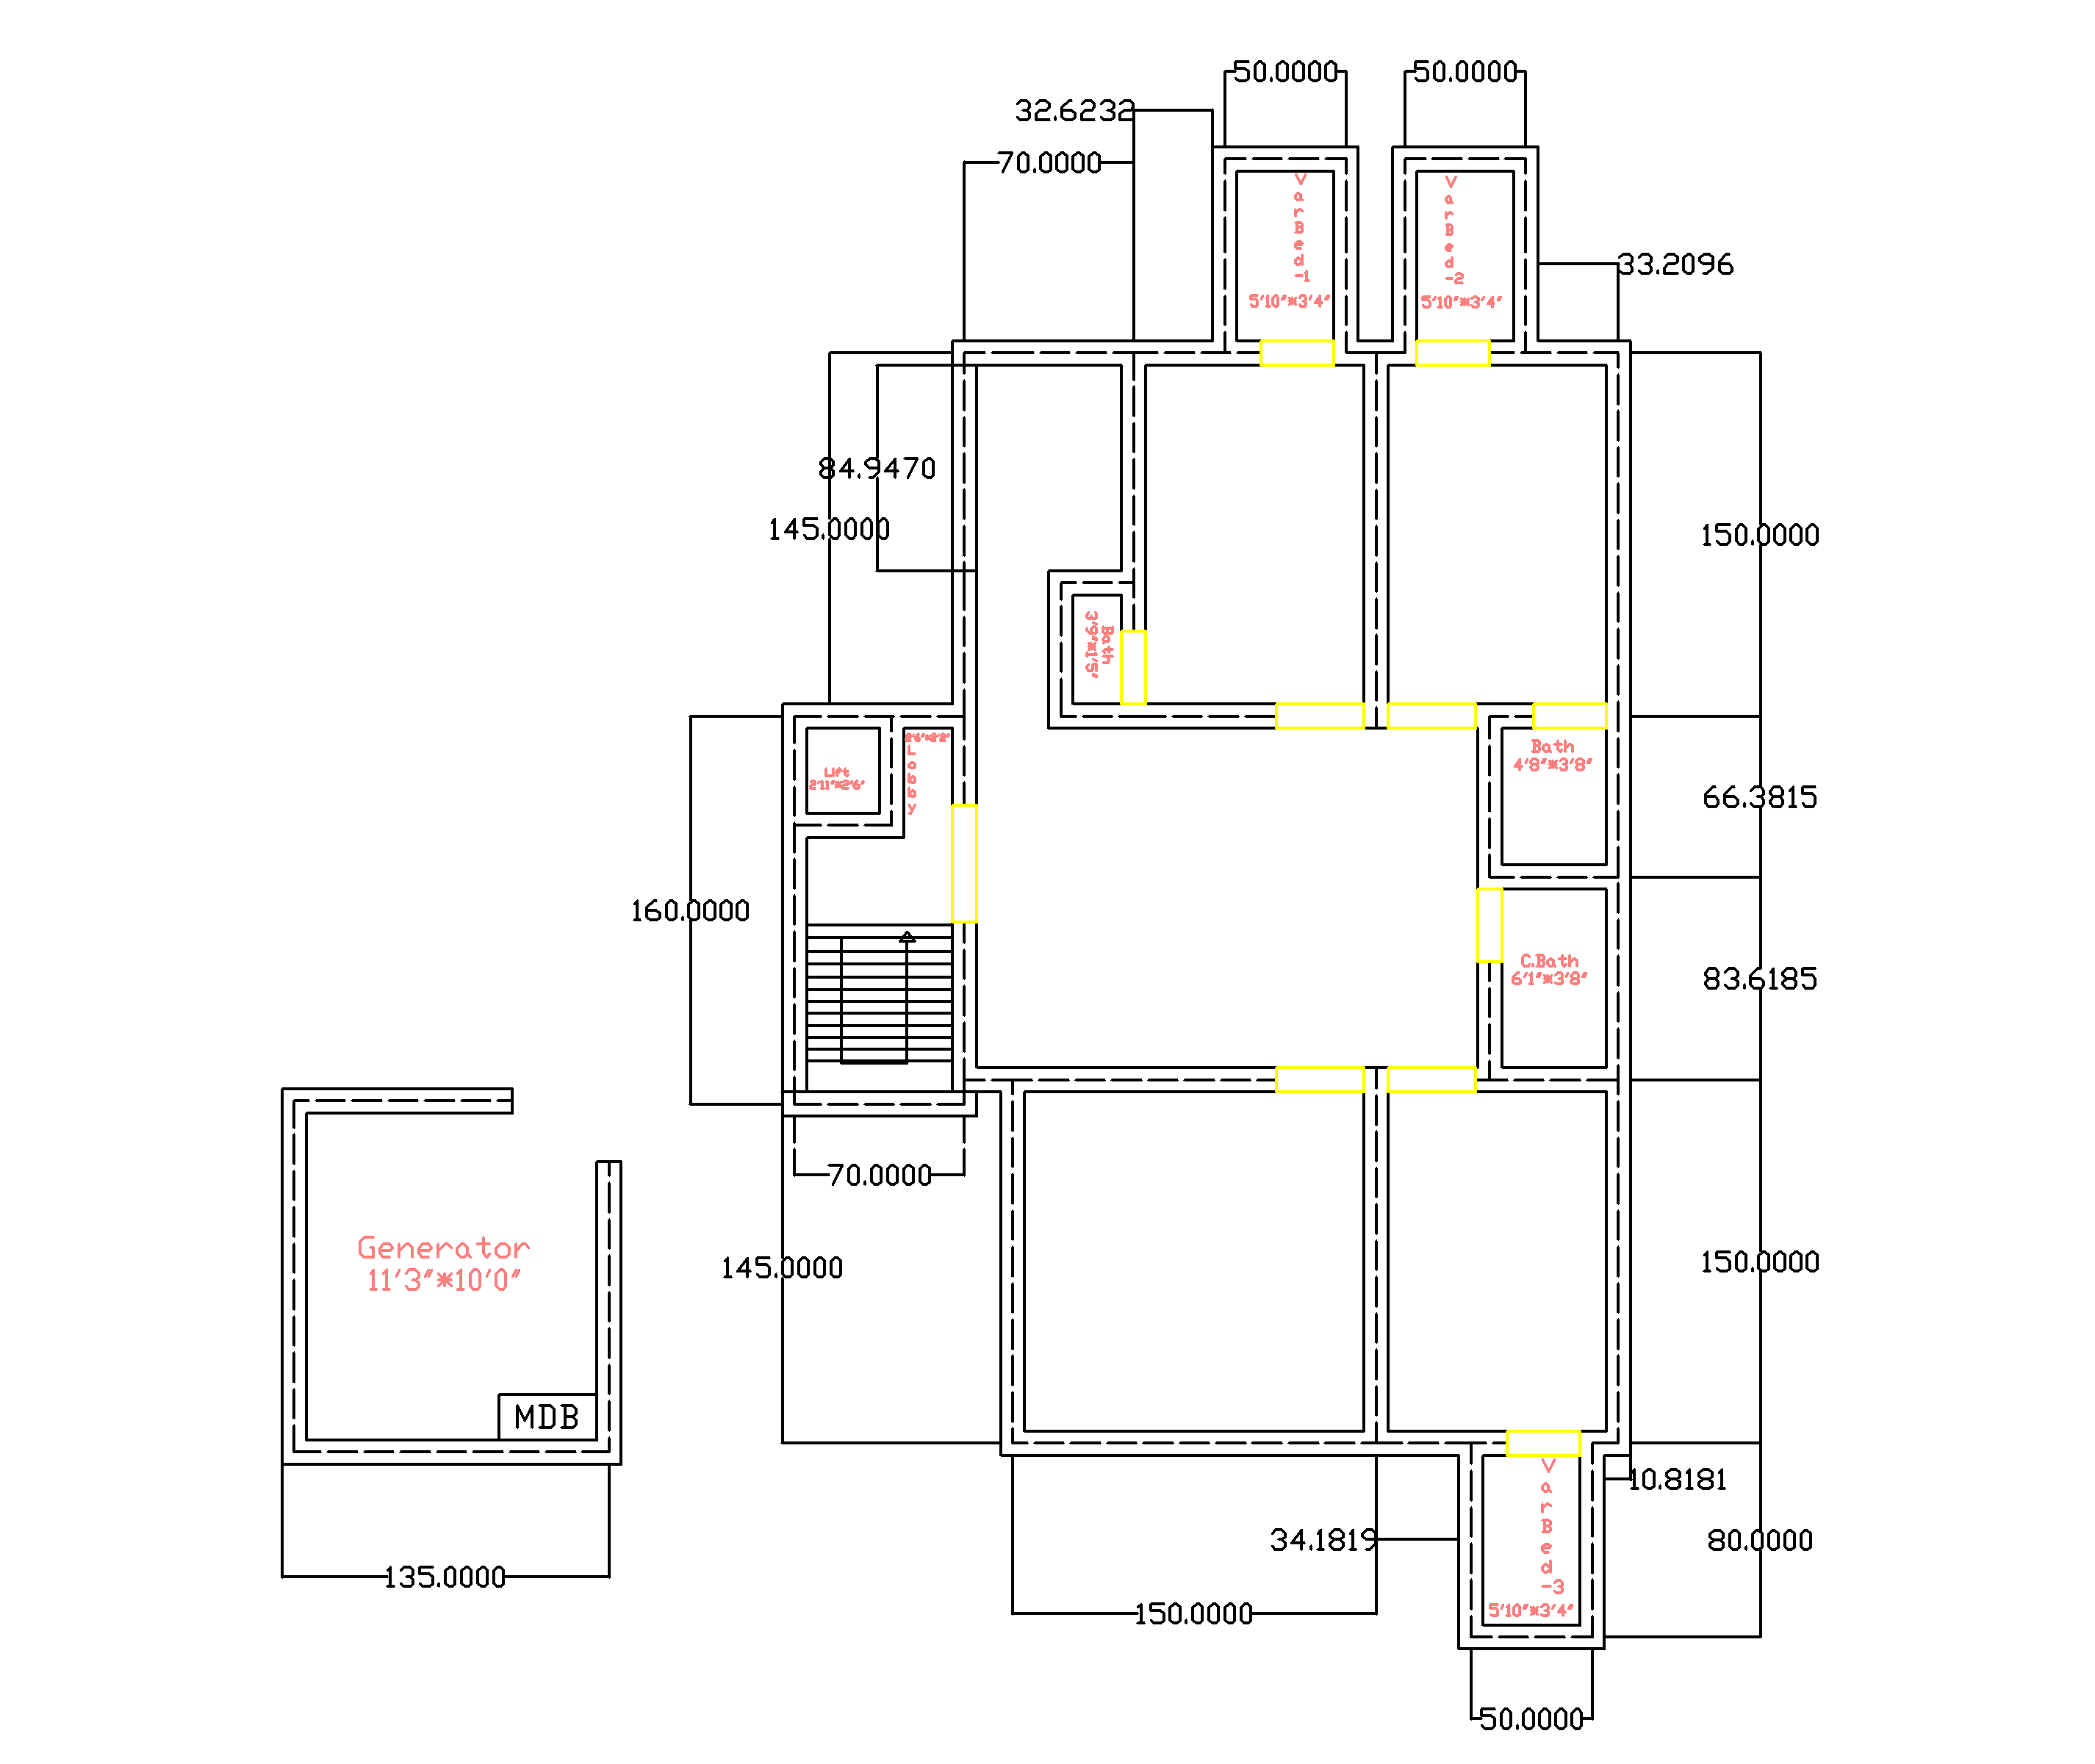 50.0000
50.0000
32.6232
70.0000
33.2096
VarBed-1
5'10"*3'4"
VarBed-2
5'10"*3'4"
84.9470
145.0000
150.0000
Bath
3'9"*1'5"
Bath
4'8"*3'8"
Lift
2'11"*2'6"
Lobby
66.3815
160.0000
C.Bath
6'1"*3'8"
83.6185
70.0000
145.0000
150.0000
Generator
11'3"*10'0"
MDB
135.0000
VarBed-3
5'10"*3'4"
10.8181
34.1819
80.0000
150.0000
50.0000